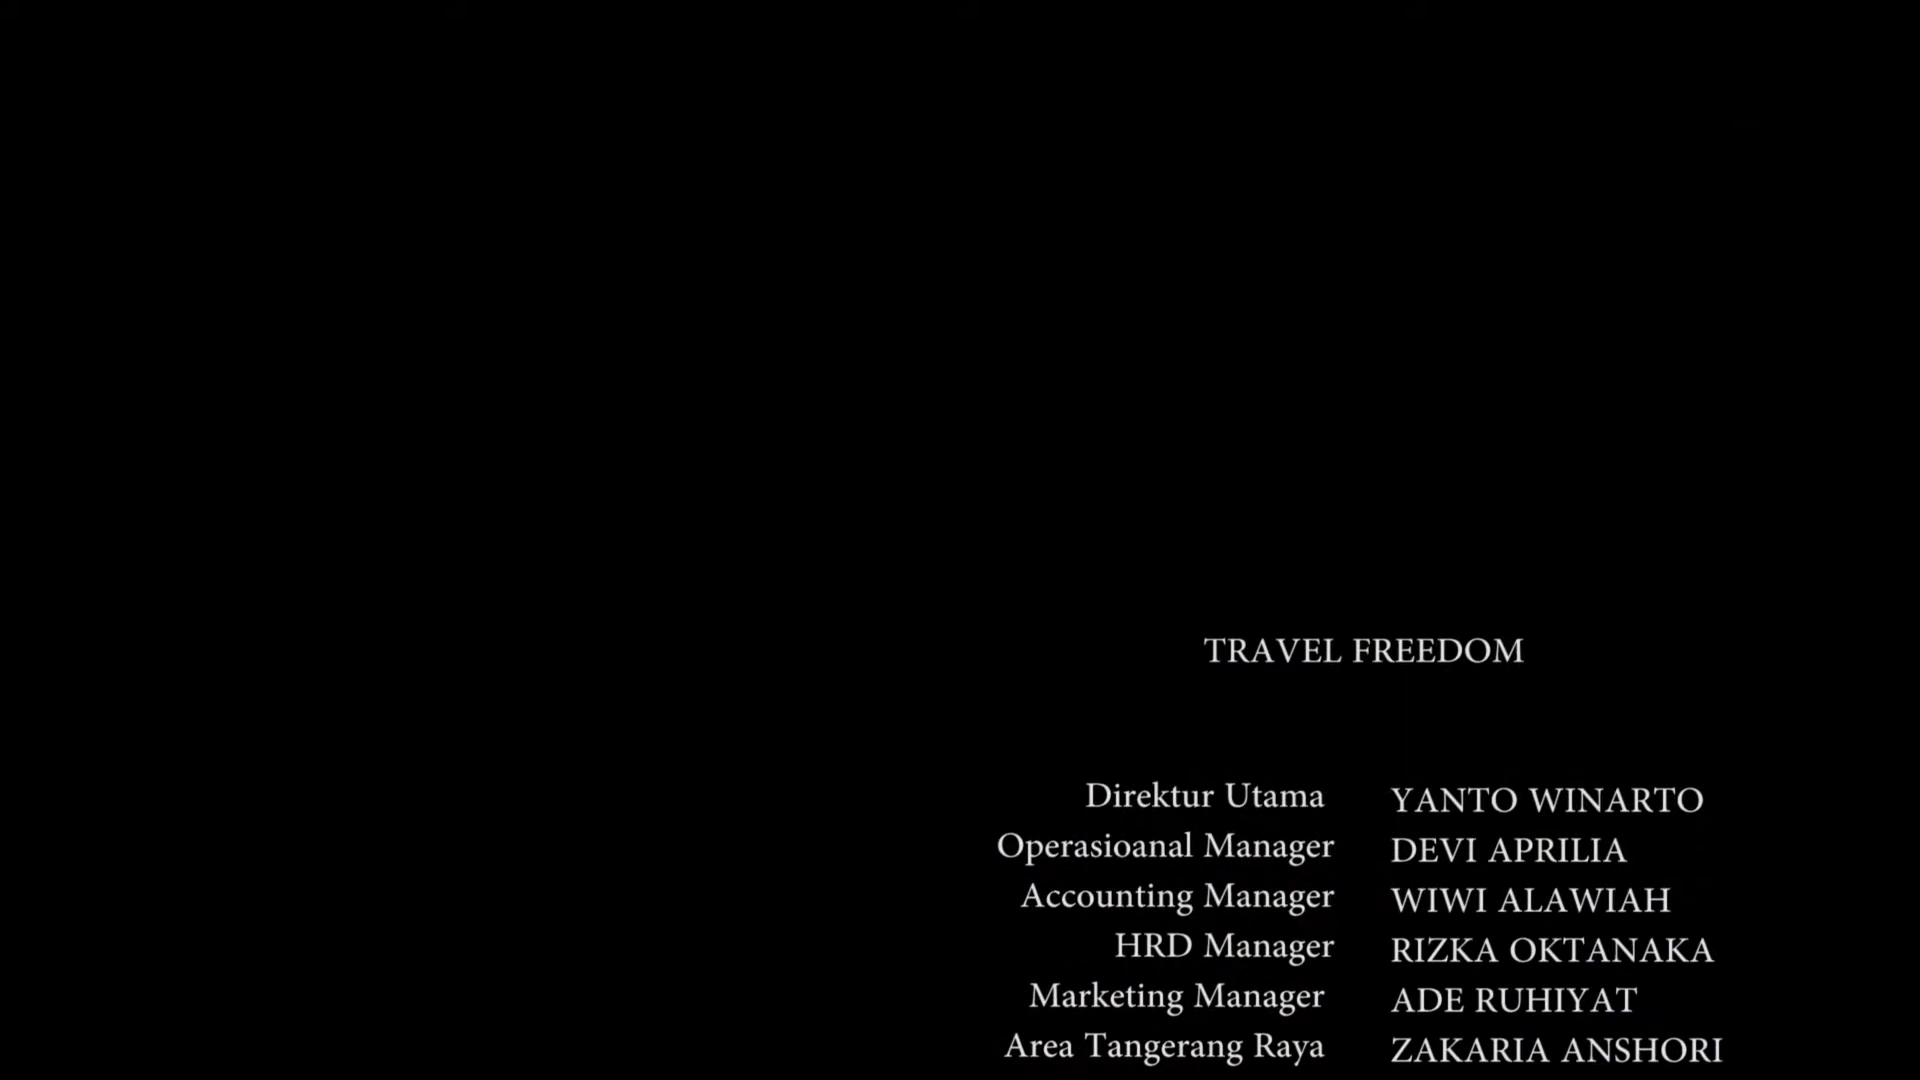 TRAVEL FREEDOM
Direktur Utama YANTO WINARTO
Operasioanal Manager DEVI APRILIA
Accounting Manager WIWI ALAWIAH
HRD Manager RIZKA OKTANAKA
Marketing Manager ADE RUHIYAT
Area Tangerang Raya ZAKARIA ANSHORI